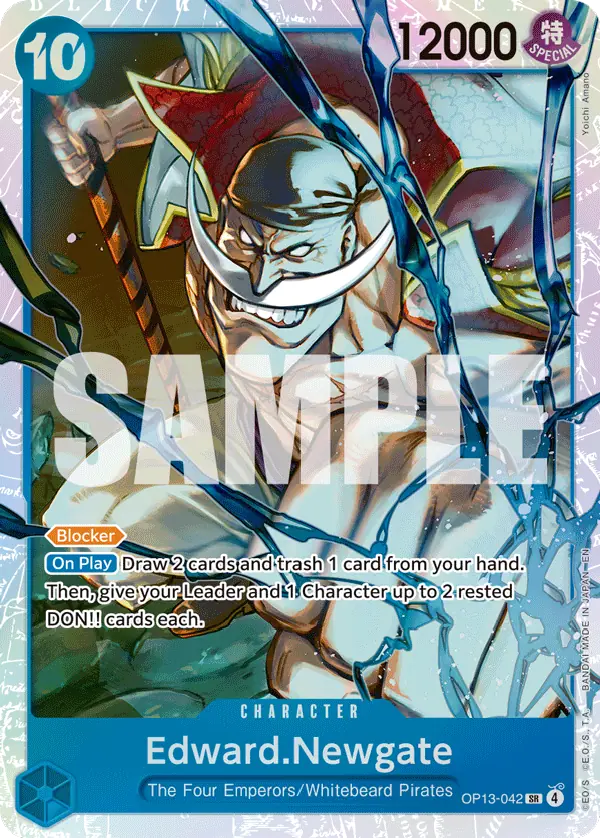 10
12000
特
SPECIAL
Yoichi Amano
SAMPLE
Blocker
On Play Draw 2 cards and trash 1 card from your hand.
Then, give your Leader and 1 Character up to 2 rested
DON!! cards each.
CHARACTER
Edward.Newgate
The Four Emperors/Whitebeard Pirates
OP13-042 SR 4
©EO/S ©E.O./S, T.A. BANDAI MADE IN JAPAN EN